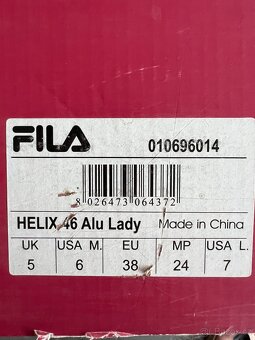 FILA 010696014
8 026473 064372
HELIX 46 Alu Lady Made in China
UK USA M. EU MP USA L.
5 6 38 24 7